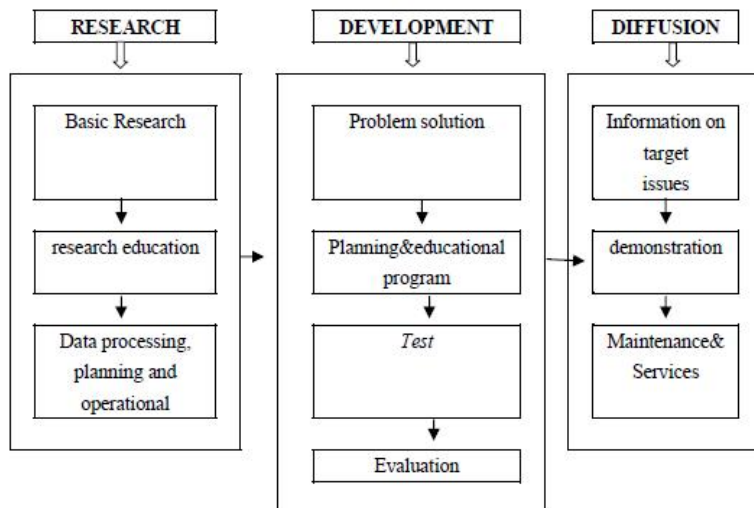 RESEARCH
Basic Research
research education
Data processing,
planning and
operational
DEVELOPMENT
Problem solution
Planning&educational
program
Test
Evaluation
DIFFUSION
Information on
target
issues
demonstration
Maintenance&
Services